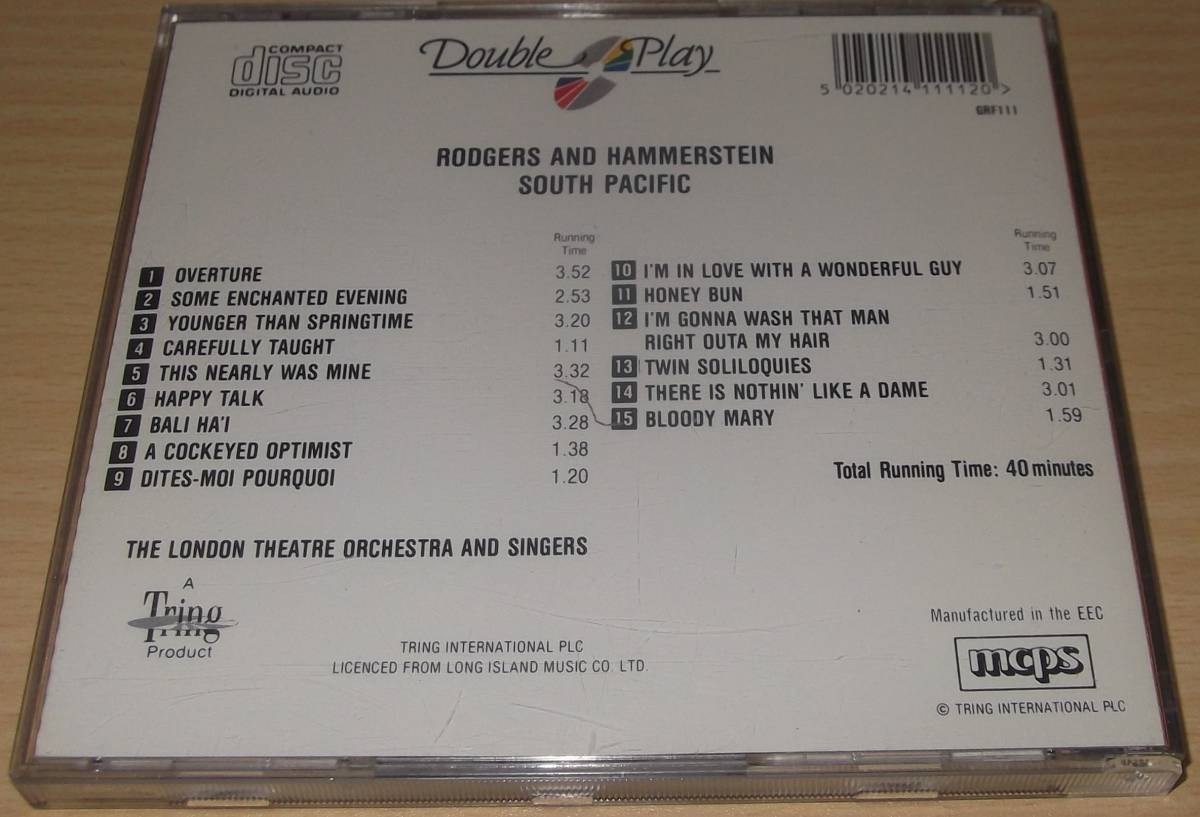 COMPACT
disc
DIGITAL AUDIO
Double Play
5 020214 111120 >
GRF111
RODGERS AND HAMMERSTEIN
SOUTH PACIFIC
Running
Time
1 OVERTURE 3.52
2 SOME ENCHANTED EVENING 2.53
3 YOUNGER THAN SPRINGTIME 3.20
4 CAREFULLY TAUGHT 1.11
5 THIS NEARLY WAS MINE 3.32
6 HAPPY TALK 3.18
7 BALI HA'I 3.28
8 A COCKEYED OPTIMIST 1.38
9 DITES-MOI POURQUOI 1.20
Running
Time
10 I'M IN LOVE WITH A WONDERFUL GUY 3.07
11 HONEY BUN 1.51
12 I'M GONNA WASH THAT MAN
RIGHT OUTA MY HAIR 3.00
13 TWIN SOLILOQUIES 1.31
14 THERE IS NOTHIN' LIKE A DAME 3.01
15 BLOODY MARY 1.59
Total Running Time: 40 minutes
THE LONDON THEATRE ORCHESTRA AND SINGERS
A
Tring
Product
TRING INTERNATIONAL PLC
LICENCED FROM LONG ISLAND MUSIC CO. LTD.
Manufactured in the EEC
mcps
© TRING INTERNATIONAL PLC